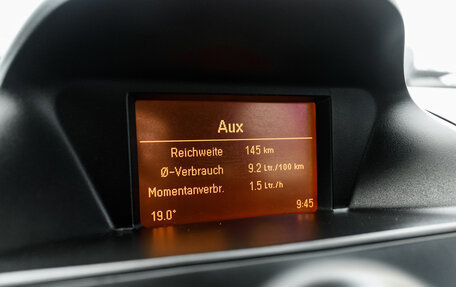 Aux
Reichweite 145 km
Ø-Verbrauch 9.2 Ltr./100 km
Momentanverbr. 1.5 Ltr./h
19.0° 9:45